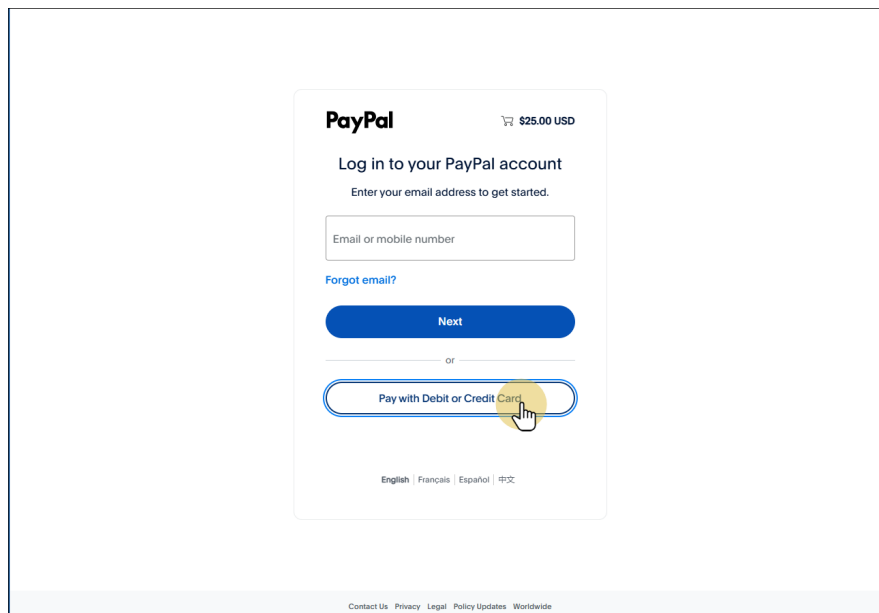 PayPal
$25.00 USD
Log in to your PayPal account
Enter your email address to get started.
Email or mobile number
Forgot email?
Next
or
Pay with Debit or Credit Card
English Français Español 中文
Contact Us Privacy Legal Policy Updates Worldwide